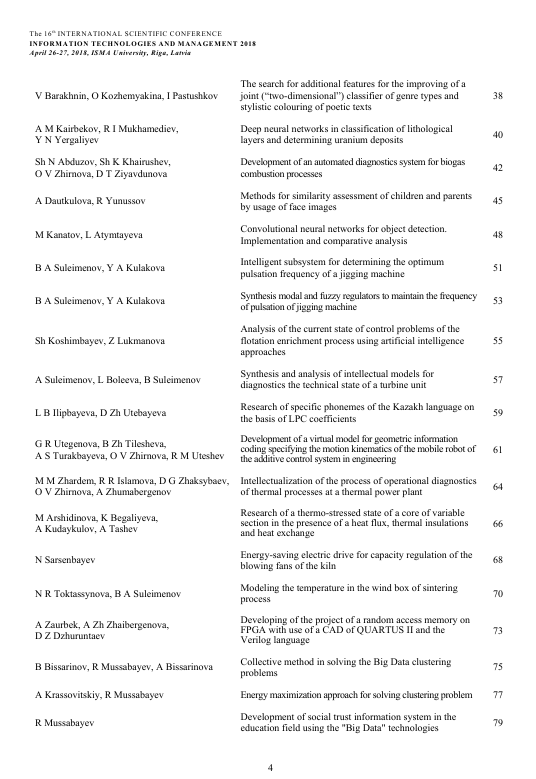 The 16th INTERNATIONAL SCIENTIFIC CONFERENCE
INFORMATION TECHNOLOGIES AND MANAGEMENT 2018
April 26-27, 2018, ISMA University, Riga, Latvia
V Barakhnin, O Kozhemyakina, I Pastushkov
The search for additional features for the improving of a
joint (“two-dimensional”) classifier of genre types and
stylistic colouring of poetic texts
38
A M Kairbekov, R I Mukhamediev,
Y N Yergaliyev
Deep neural networks in classification of lithological
layers and determining uranium deposits
40
Sh N Abduzov, Sh K Khairushev,
O V Zhirnova, D T Ziyavdunova
Development of an automated diagnostics system for biogas
combustion processes
42
A Dautkulova, R Yunussov
Methods for similarity assessment of children and parents
by usage of face images
45
M Kanatov, L Atymtayeva
Convolutional neural networks for object detection.
Implementation and comparative analysis
48
B A Suleimenov, Y A Kulakova
Intelligent subsystem for determining the optimum
pulsation frequency of a jigging machine
51
B A Suleimenov, Y A Kulakova
Synthesis modal and fuzzy regulators to maintain the frequency
of pulsation of jigging machine
53
Sh Koshimbayev, Z Lukmanova
Analysis of the current state of control problems of the
flotation enrichment process using artificial intelligence
approaches
55
A Suleimenov, L Boleeva, B Suleimenov
Synthesis and analysis of intellectual models for
diagnostics the technical state of a turbine unit
57
L B Ilipbayeva, D Zh Utebayeva
Research of specific phonemes of the Kazakh language on
the basis of LPC coefficients
59
G R Utegenova, B Zh Tilesheva,
A S Turakbayeva, O V Zhirnova, R M Uteshev
Development of a virtual model for geometric information
coding specifying the motion kinematics of the mobile robot of
the additive control system in engineering
61
M M Zhardem, R R Islamova, D G Zhaksybaev,
O V Zhirnova, A Zhumabergenov
Intellectualization of the process of operational diagnostics
of thermal processes at a thermal power plant
64
M Arshidinova, K Begaliyeva,
A Kudaykulov, A Tashev
Research of a thermo-stressed state of a core of variable
section in the presence of a heat flux, thermal insulations
and heat exchange
66
N Sarsenbayev
Energy-saving electric drive for capacity regulation of the
blowing fans of the kiln
68
N R Toktassynova, B A Suleimenov
Modeling the temperature in the wind box of sintering
process
70
A Zaurbek, A Zh Zhaibergenova,
D Z Dzhuruntaev
Developing of the project of a random access memory on
FPGA with use of a CAD of QUARTUS II and the
Verilog language
73
B Bissarinov, R Mussabayev, A Bissarinova
Collective method in solving the Big Data clustering
problems
75
A Krassovitskiy, R Mussabayev
Energy maximization approach for solving clustering problem
77
R Mussabayev
Development of social trust information system in the
education field using the "Big Data" technologies
79
4